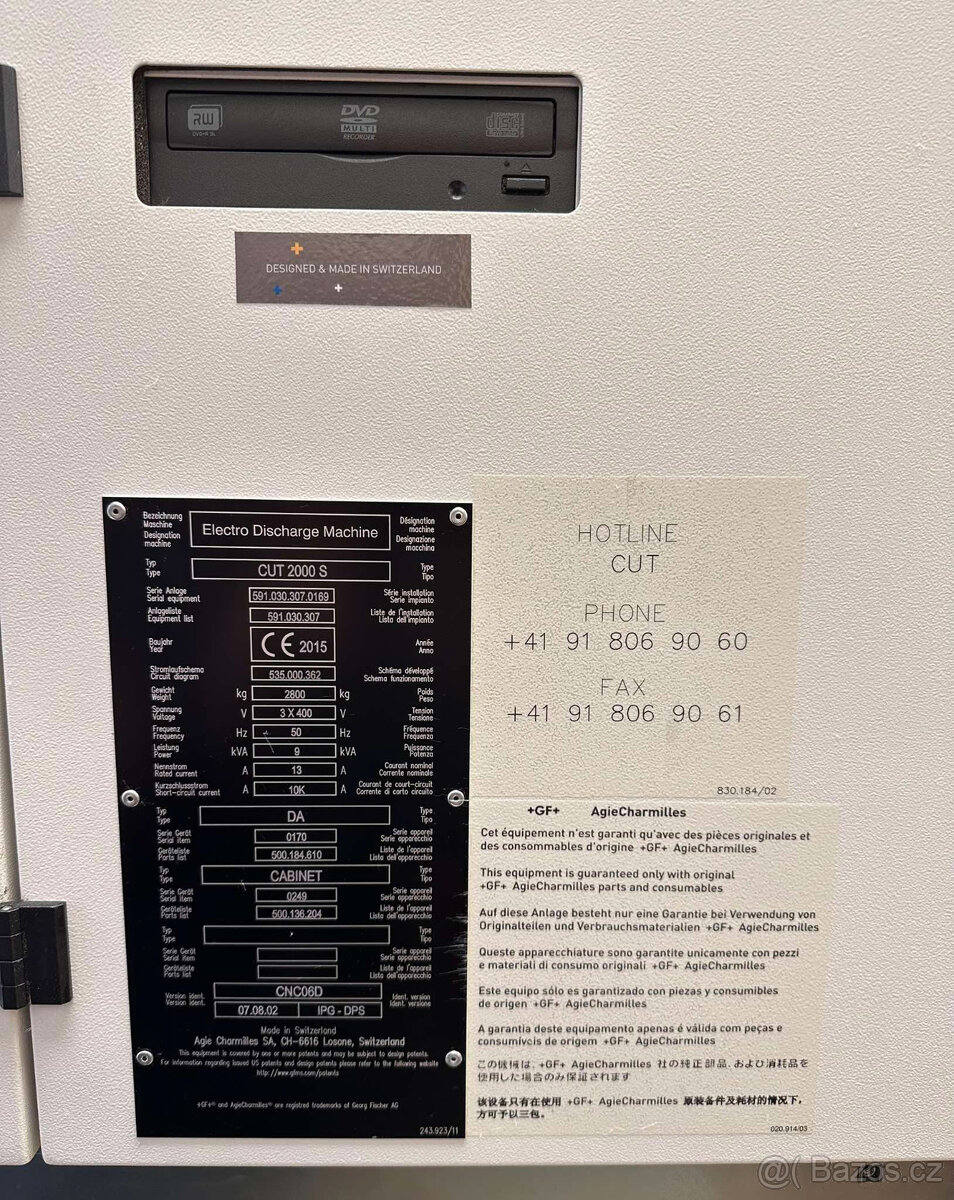 RW
DVD+R DL
DVD
MULTI
RECORDER
COMPACT
disc
DESIGNED & MADE IN SWITZERLAND
Bezeichnung Maschine
Designation machine
Electro Discharge Machine
Désignation machine
Designazione macchina
Typ
Type
CUT 2000 S
Type
Tipo
Serie Anlage
Serial equipment
591.030.307.0169
Série installation
Serie impianto
Anlageliste
Equipment list
591.030.307
Liste de l'installation
Lista dell'impianto
Baujahr
Year
CE 2015
Année
Anno
Stromlaufschema
Circuit diagram
535.000.362
Schéma développé
Schema funzionamento
Gewicht
Weight
kg 2800 kg
Poids
Peso
Spannung
Voltage
V 3 X 400 V
Tension
Tensione
Frequenz
Frequency
Hz 50 Hz
Fréquence
Frequenza
Leistung
Power
kVA 9 kVA
Puissance
Potenza
Nennstrom
Rated current
A 13 A
Courant nominal
Corrente nominale
Kurzschlussstrom
Short-circuit current
A 10K A
Courant de court-circuit
Corrente di corto circuito
Typ
Type
DA
Type
Tipo
Serie Gerät
Serial item
0170
Serie appareil
Serie apparecchio
Geräteliste
Parts list
500.184.610
Liste de l'appareil
Lista dell'apparecchio
Typ
Type
CABINET
Type
Tipo
Serie Gerät
Serial item
0249
Serie appareil
Serie apparecchio
Geräteliste
Parts list
500.136.204
Liste de l'appareil
Lista dell'apparecchio
Typ
Type
Type
Tipo
Serie Gerät
Serial item
Serie appareil
Serie apparecchio
Geräteliste
Parts list
Liste de l'appareil
Lista dell'apparecchio
Version ident.
Version ident.
CNC06D
07.08.02 IPG - DPS
Ident. version
Ident. versione
Made in Switzerland
Agie Charmilles SA, CH-6616 Losone, Switzerland
This equipment is covered by one or more patents and may be subject to design patents.
For information regarding issued US patents and design patents please refer to the following website
http://www.gfms.com/patents
+GF+® and AgieCharmilles® are registered trademarks of Georg Fischer AG
243.923/11
HOTLINE
CUT
PHONE
+41 91 806 90 60
FAX
+41 91 806 90 61
830.184/02
+GF+ AgieCharmilles
Cet équipement n'est garanti qu'avec des pièces originales et
des consommables d'origine +GF+ AgieCharmilles
This equipment is guaranteed only with original
+GF+ AgieCharmilles parts and consumables
Auf diese Anlage besteht nur eine Garantie bei Verwendung von
Originalteilen und Verbrauchsmaterialien +GF+ AgieCharmilles
Queste apparecchiature sono garantite unicamente con pezzi
e materiali di consumo originali +GF+ AgieCharmilles
Este equipo sólo es garantizado con piezas y consumibles
de origen +GF+ AgieCharmilles
A garantia deste equipamento apenas é válida com peças e
consumíveis de origem +GF+ AgieCharmilles
この機械は、+GF+ AgieCharmilles 社の純正部品、および消耗品を
使用した場合のみ保証されます
该设备只有在使用 +GF+ AgieCharmilles 原装备件及耗材的情况下,
方可予以三包。
020.914/03
@( Bazos.cz